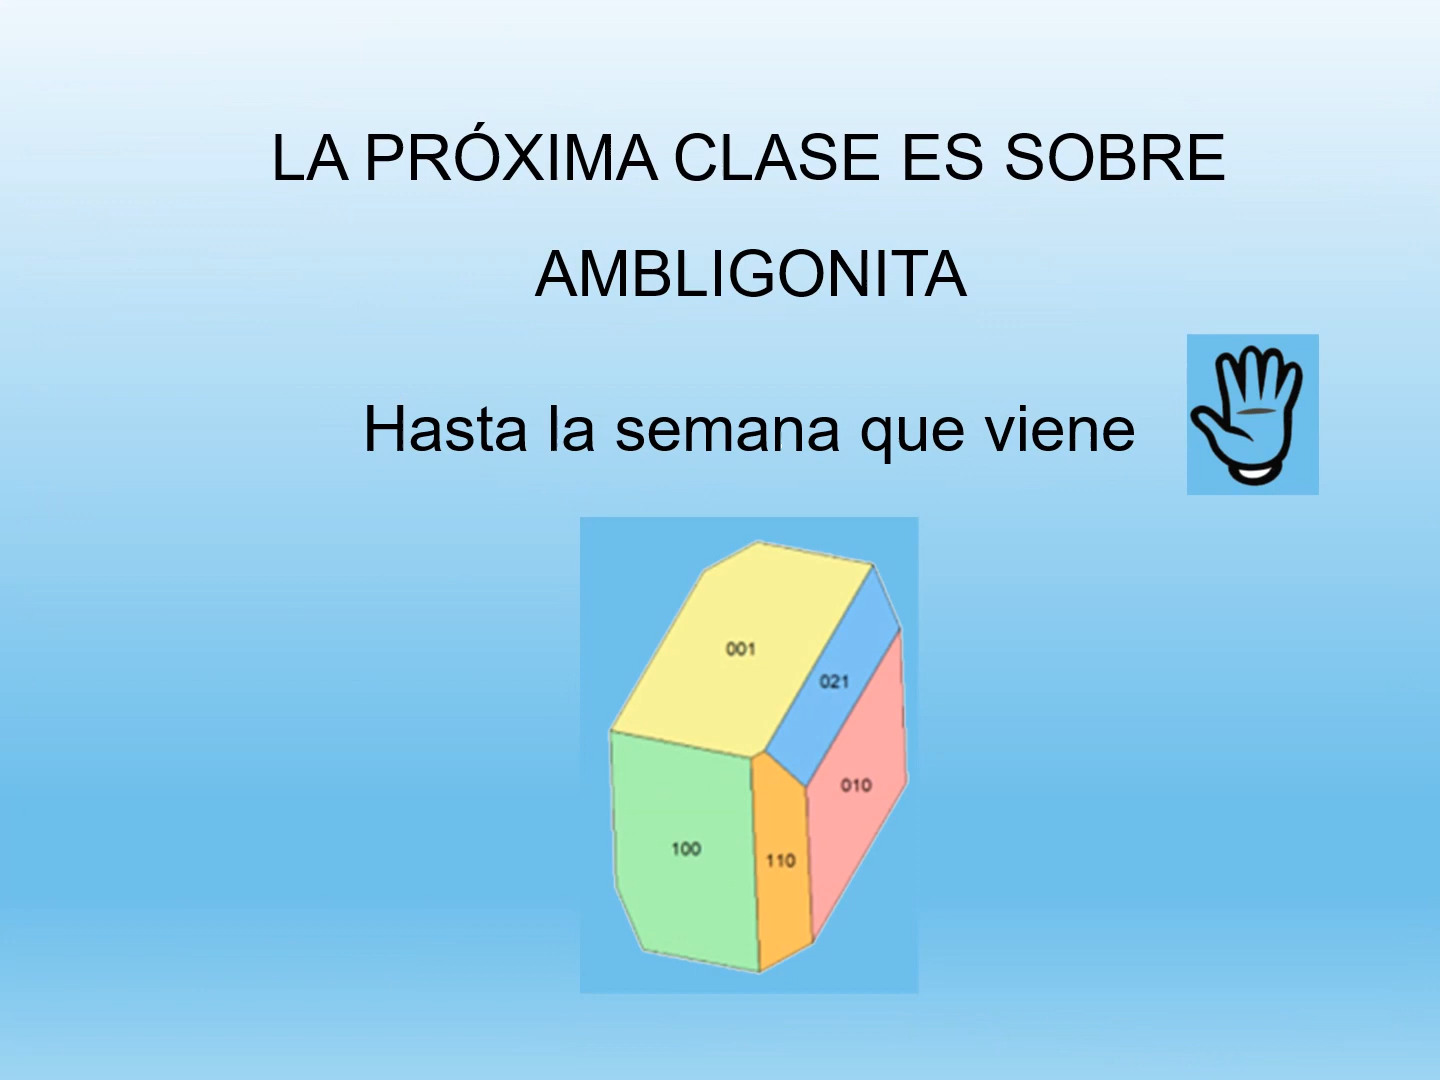 LA PRÓXIMA CLASE ES SOBRE
AMBLIGONITA
Hasta la semana que viene
001
021
010
100
110